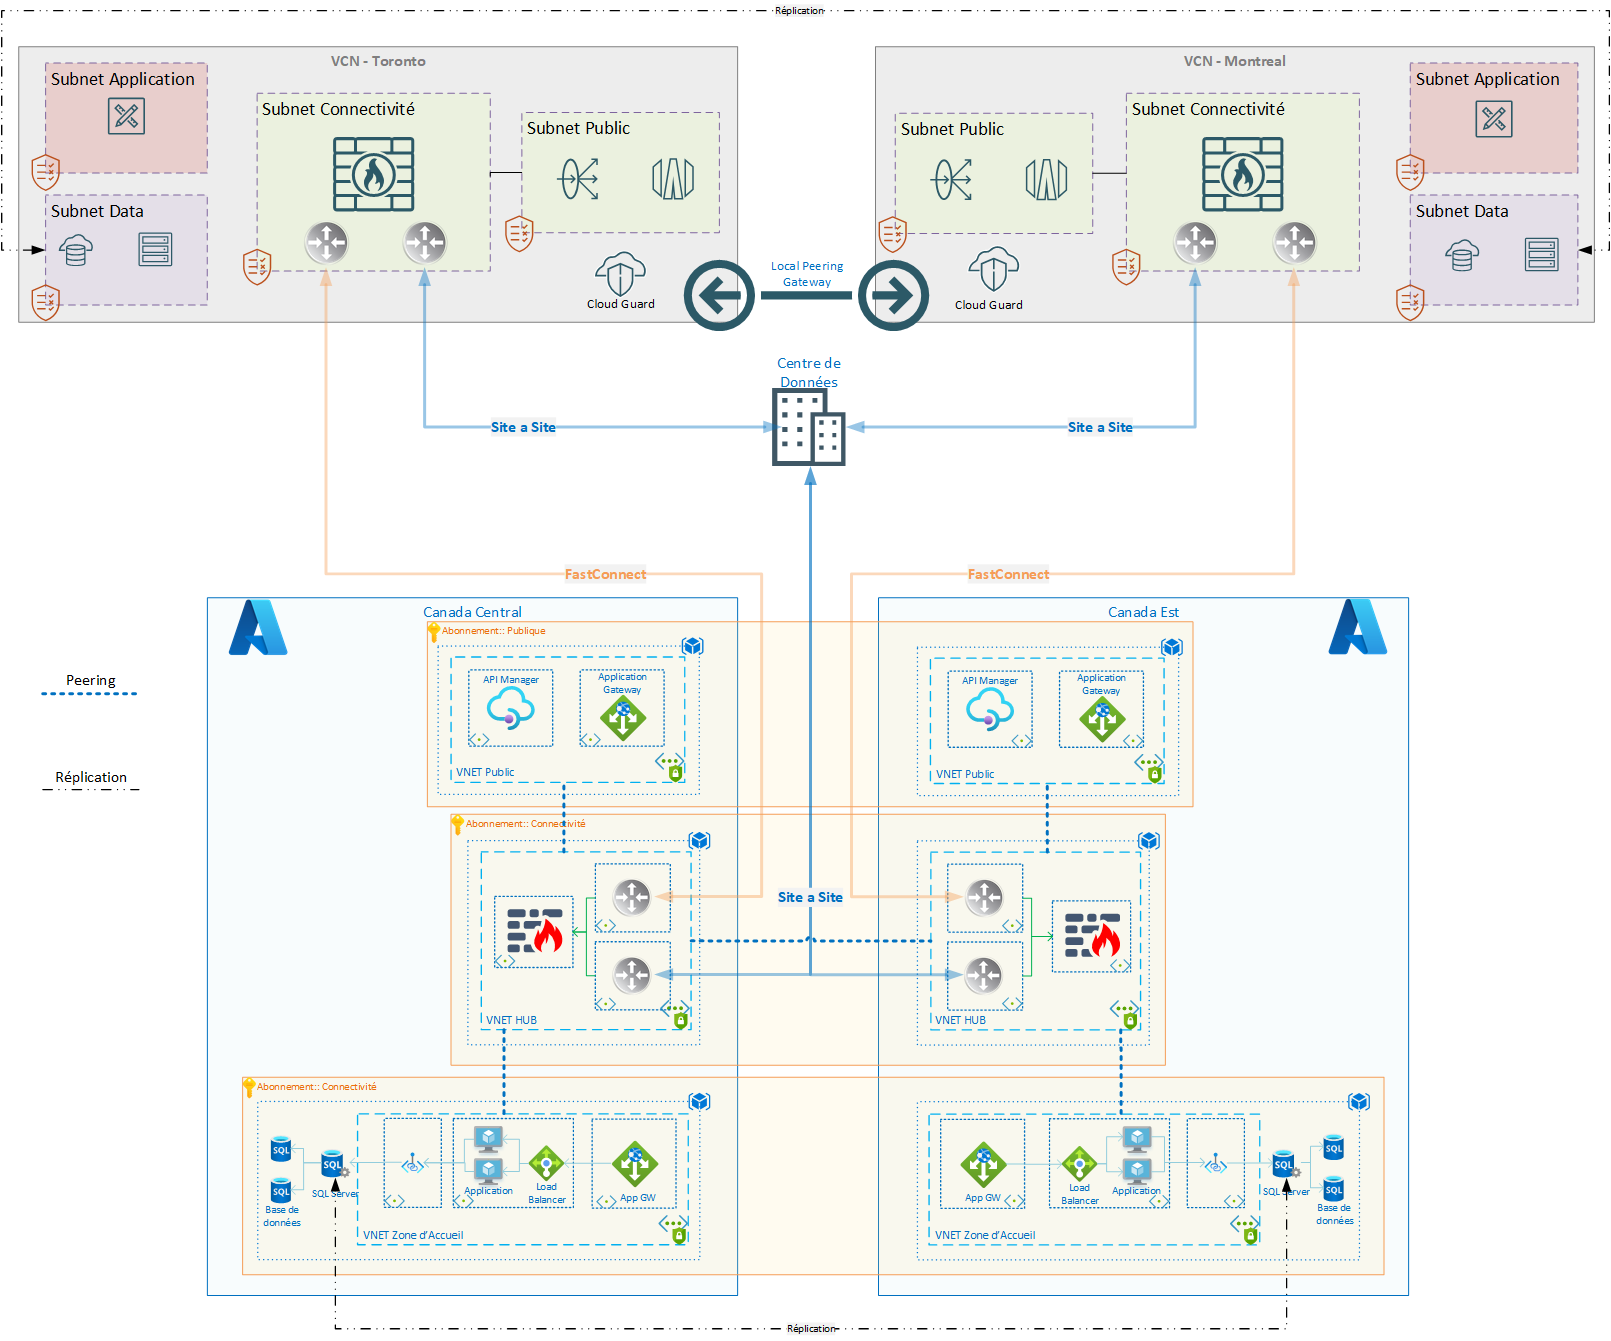 Réplication
VCN - Toronto
Subnet Application
Subnet Connectivité
Subnet Public
Subnet Data
Cloud Guard
Local Peering
Gateway
VCN - Montreal
Subnet Public
Subnet Connectivité
Subnet Application
Subnet Data
Cloud Guard
Centre de
Données
Site a Site
Site a Site
FastConnect
FastConnect
Peering
Réplication
Canada Central
Canada Est
Abonnement:: Publique
API Manager
Application
Gateway
VNET Public
API Manager
Application
Gateway
VNET Public
Abonnement:: Connectivité
Site a Site
VNET HUB
VNET HUB
Abonnement:: Connectivité
SQL
SQL
SQL
SQL Server
Base de
données
Application
Load
Balancer
App GW
VNET Zone d'Accueil
App GW
Load
Balancer
Application
SQL
SQL Server
SQL
SQL
Base de
données
VNET Zone d'Accueil
Réplication